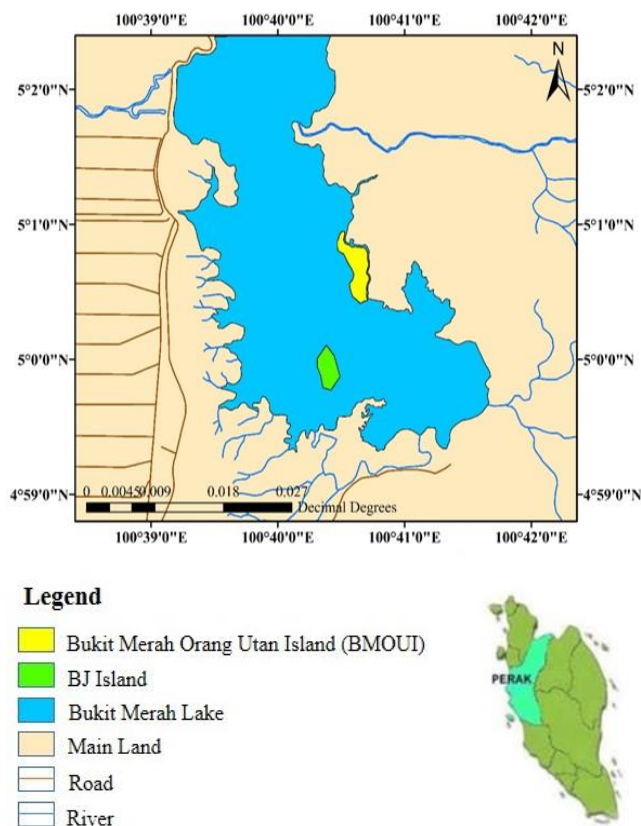 100°39'0"E 100°40'0"E 100°41'0"E 100°42'0"E
N
5°2'0"N 5°2'0"N
5°1'0"N 5°1'0"N
5°0'0"N 5°0'0"N
4°59'0"N 4°59'0"N
0 0.0045 0.009 0.018 0.027
Decimal Degrees
100°39'0"E 100°40'0"E 100°41'0"E 100°42'0"E
Legend
Bukit Merah Orang Utan Island (BMOUI)
BJ Island
Bukit Merah Lake
Main Land
Road
River
PERAK